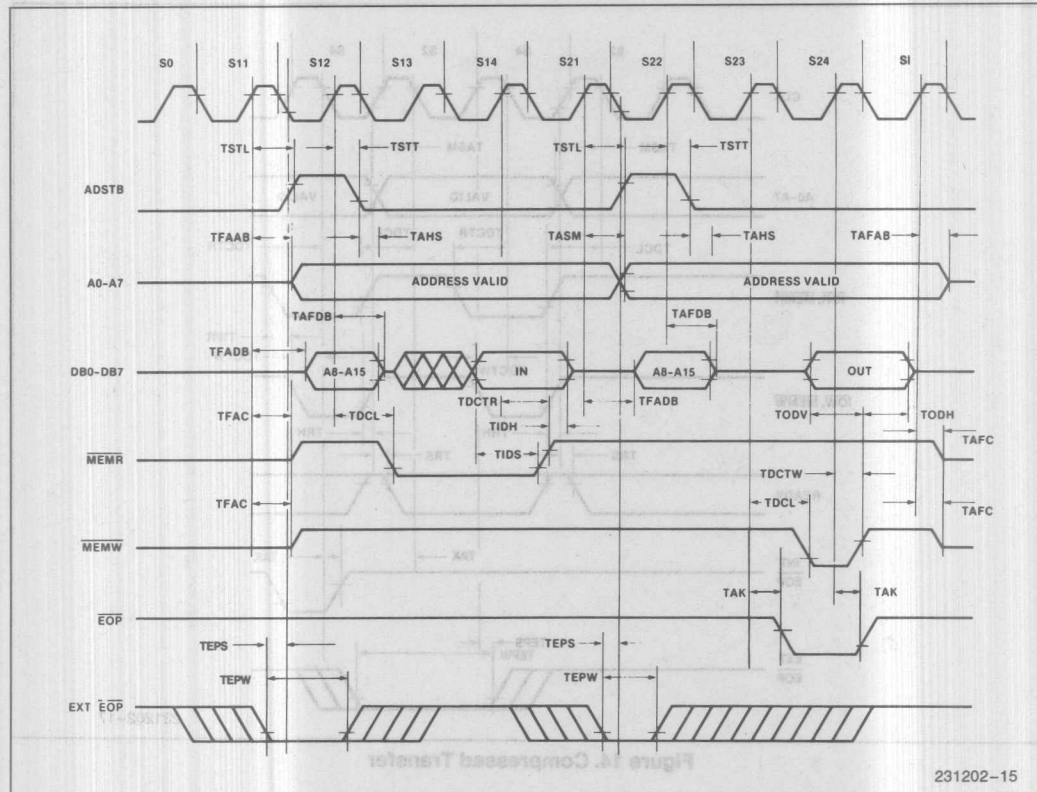 S0 S11 S12 S13 S14 S21 S22 S23 S24 SI
TSTL TSTT TSTL TSTT
ADSTB
TFAAB TAHS TASM TAHS TAFAB
A0-A7 ADDRESS VALID ADDRESS VALID
TAFDB TAFDB
TFADB
DB0-DB7 A8-A15 IN A8-A15 OUT
TDCTR TFADB
TFAC TDCL TODV TODH
TIDH
TIDS TAFC
MEMR
TDCTW
TFAC TDCL
TAFC
MEMW
TAK TAK
EOP
TEPS TEPS
TEPW TEPW
EXT EOP
231202-15
Figure 14. Compressed Transfer